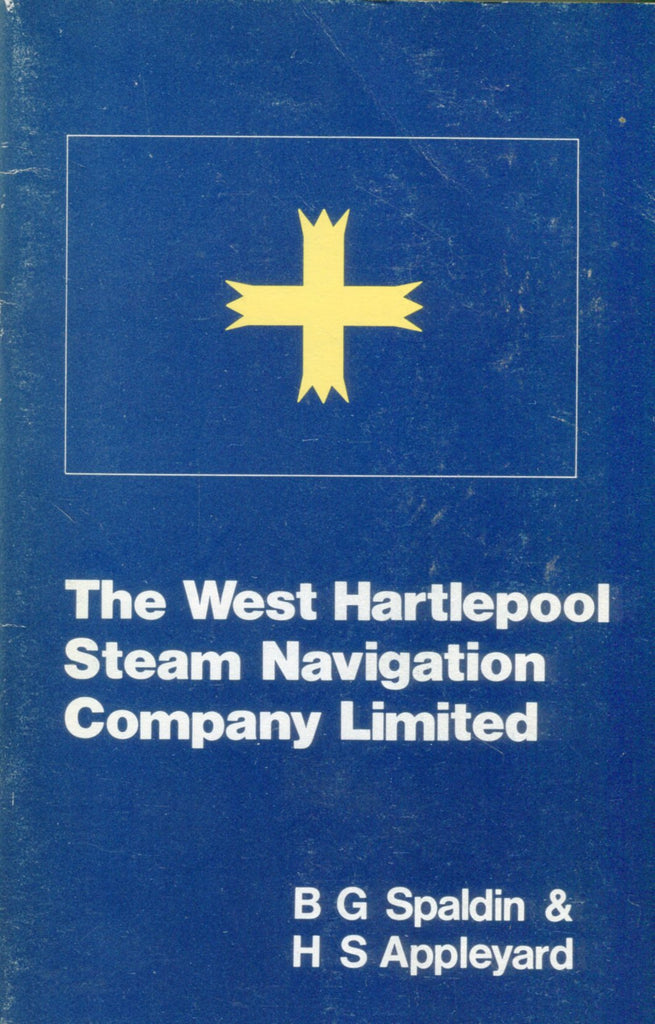 The West Hartlepool
Steam Navigation
Company Limited
B G Spaldin &
H S Appleyard